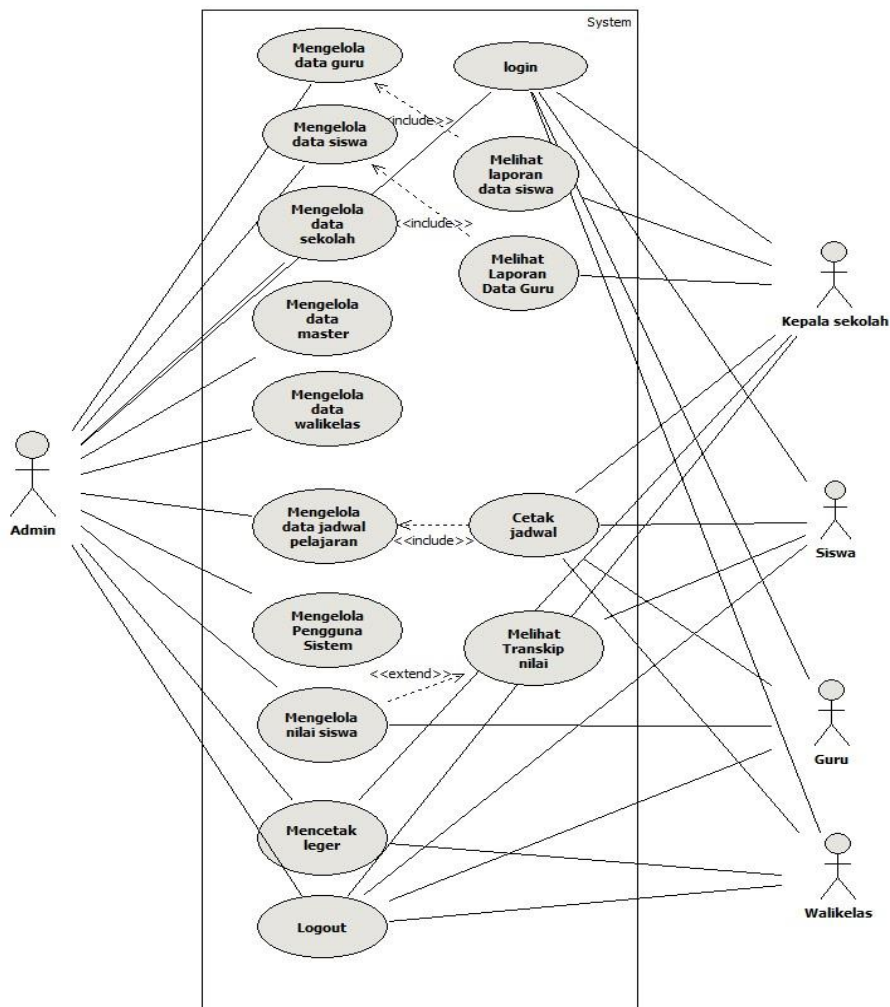 System
Mengelola
data guru
login
<<include>>
Mengelola
data siswa
Melihat
laporan
data siswa
Mengelola
data
sekolah
<<include>>
Melihat
Laporan
Data Guru
Kepala sekolah
Mengelola
data
master
Mengelola
data
walikelas
Admin
Mengelola
data jadwal
pelajaran
<<include>>
Cetak
jadwal
Siswa
Mengelola
Pengguna
Sistem
Melihat
Transkip
nilai
<<extend>>
Mengelola
nilai siswa
Guru
Mencetak
leger
Walikelas
Logout